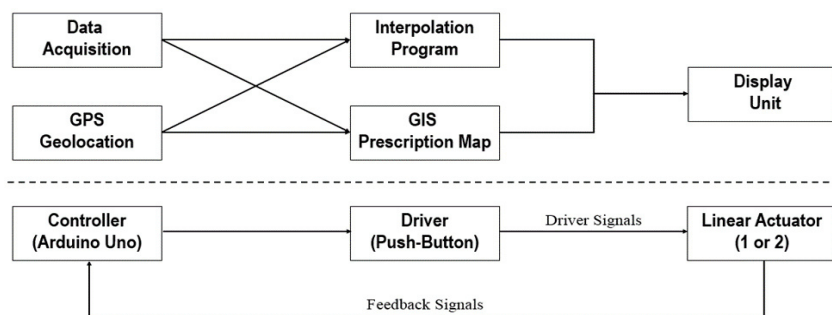 Data
Acquisition
Interpolation
Program
Display
Unit
GPS
Geolocation
GIS
Prescription Map
Controller
(Arduino Uno)
Driver
(Push-Button)
Driver Signals
Linear Actuator
(1 or 2)
Feedback Signals